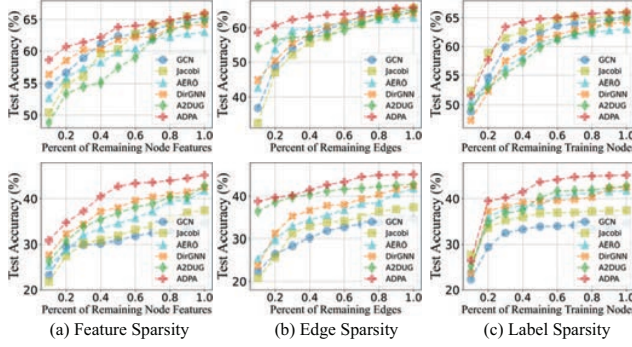 Test Accuracy (%)
65
60
55
50
0.2 0.4 0.6 0.8 1.0
Percent of Remaining Node Features
GCN
Jacobi
AERO
DirGNN
A2DUG
ADPA
Test Accuracy (%)
60
50
40
0.2 0.4 0.6 0.8 1.0
Percent of Remaining Edges
GCN
Jacobi
AERO
DirGNN
A2DUG
ADPA
Test Accuracy (%)
65
60
55
50
0.2 0.4 0.6 0.8 1.0
Percent of Remaining Training Node
GCN
Jacobi
AERO
DirGNN
A2DUG
ADPA
Test Accuracy (%)
40
30
20
0.2 0.4 0.6 0.8 1.0
Percent of Remaining Node Features
GCN
Jacobi
AERO
DirGNN
A2DUG
ADPA
Test Accuracy (%)
40
30
20
0.2 0.4 0.6 0.8 1.0
Percent of Remaining Edges
GCN
Jacobi
AERO
DirGNN
A2DUG
ADPA
Test Accuracy (%)
40
30
20
0.2 0.4 0.6 0.8 1.0
Percent of Remaining Training Node
GCN
Jacobi
AERO
DirGNN
A2DUG
ADPA
(a) Feature Sparsity
(b) Edge Sparsity
(c) Label Sparsity